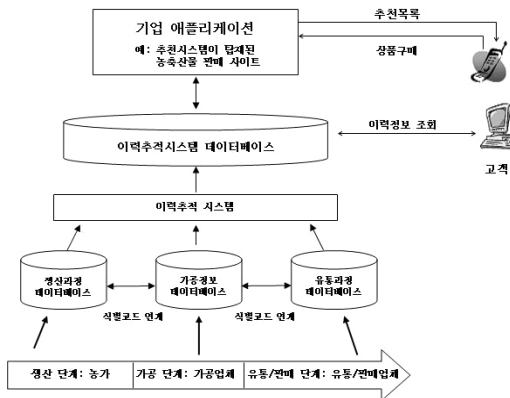 기업 애플리케이션
예: 추천시스템이 탑재된
농축산물 판매 사이트
추천목록
상품구매
이력추적시스템 데이터베이스
이력정보 조회
고객
이력추적 시스템
생산과정
데이터베이스
가공정보
데이터베이스
유통과정
데이터베이스
식별코드 연계
식별코드 연계
생산 단계: 농가
가공 단계: 가공업체
유통/판매 단계: 유통/판매업체